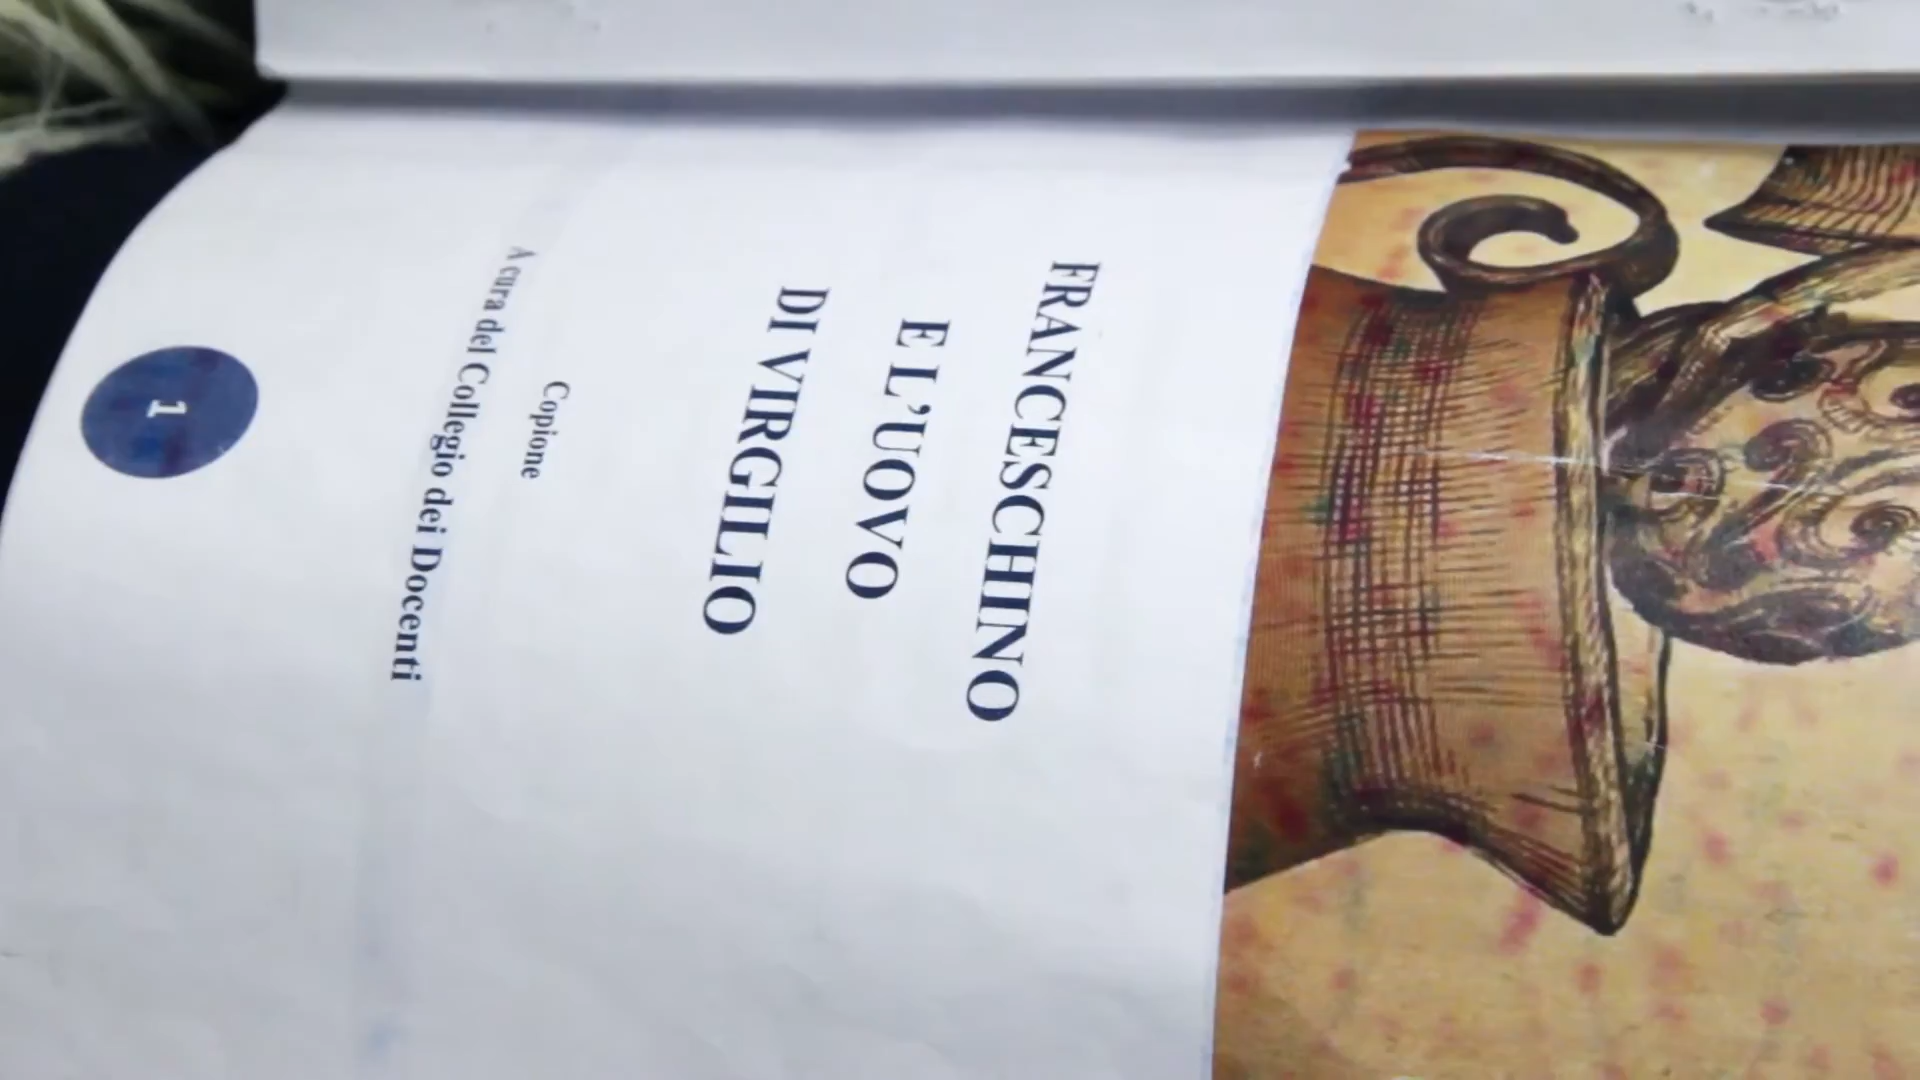 FRANCESCHINO
E L'UOVO
DI VIRGILIO
Copione
A cura del Collegio dei Docenti
1